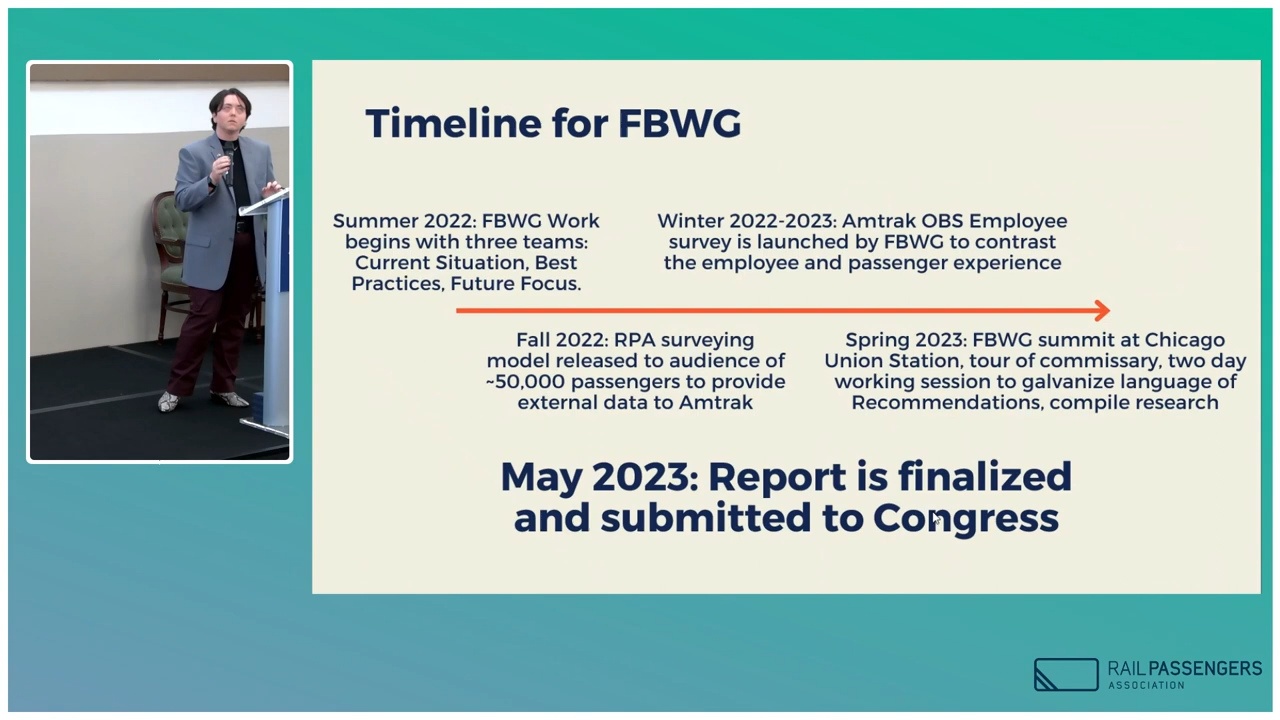 Timeline for FBWG
Summer 2022: FBWG Work
begins with three teams:
Current Situation, Best
Practices, Future Focus.
Winter 2022-2023: Amtrak OBS Employee
survey is launched by FBWG to contrast
the employee and passenger experience
Fall 2022: RPA surveying
model released to audience of
~50,000 passengers to provide
external data to Amtrak
Spring 2023: FBWG summit at Chicago
Union Station, tour of commissary, two day
working session to galvanize language of
Recommendations, compile research
May 2023: Report is finalized
and submitted to Congress
RAILPASSENGERS
ASSOCIATION